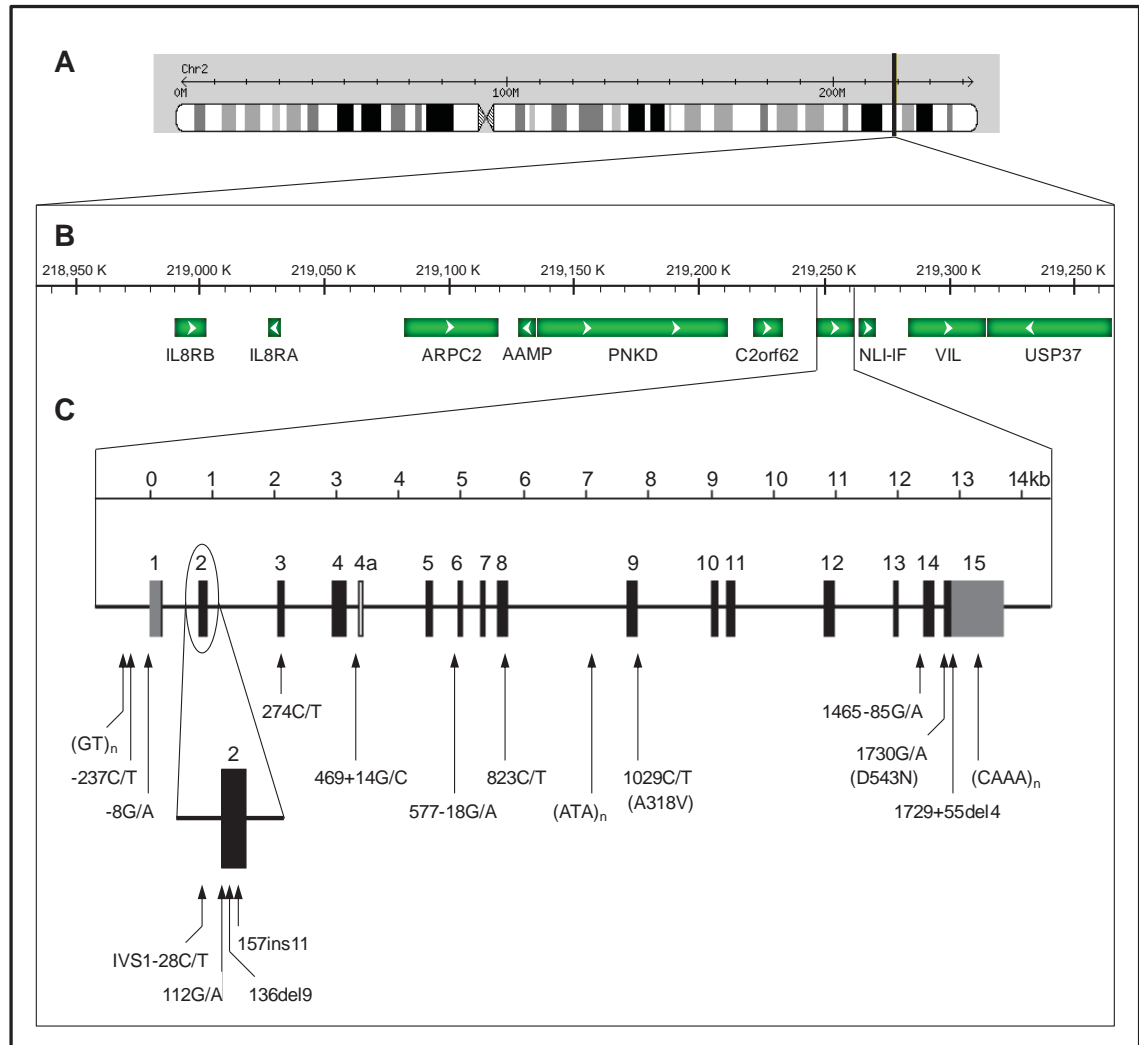 A
Chr2
0M 100M 200M
B
218,950 K 219,000 K 219,050 K 219,100 K 219,150 K 219,200 K 219,250 K 219,300 K 219,250 K
IL8RB IL8RA ARPC2 AAMP PNKD C2orf62 NLI-IF VIL USP37
C
0 1 2 3 4 5 6 7 8 9 10 11 12 13 14kb
1 2 3 4 4a 5 6 7 8 9 10 11 12 13 14 15
(GT)n
-237C/T
-8G/A
274C/T
469+14G/C
577-18G/A
823C/T
(ATA)n
1029C/T
(A318V)
1465-85G/A
1730G/A
(D543N)
1729+55del4
(CAAA)n
2
IVS1-28C/T
112G/A
136del9
157ins11